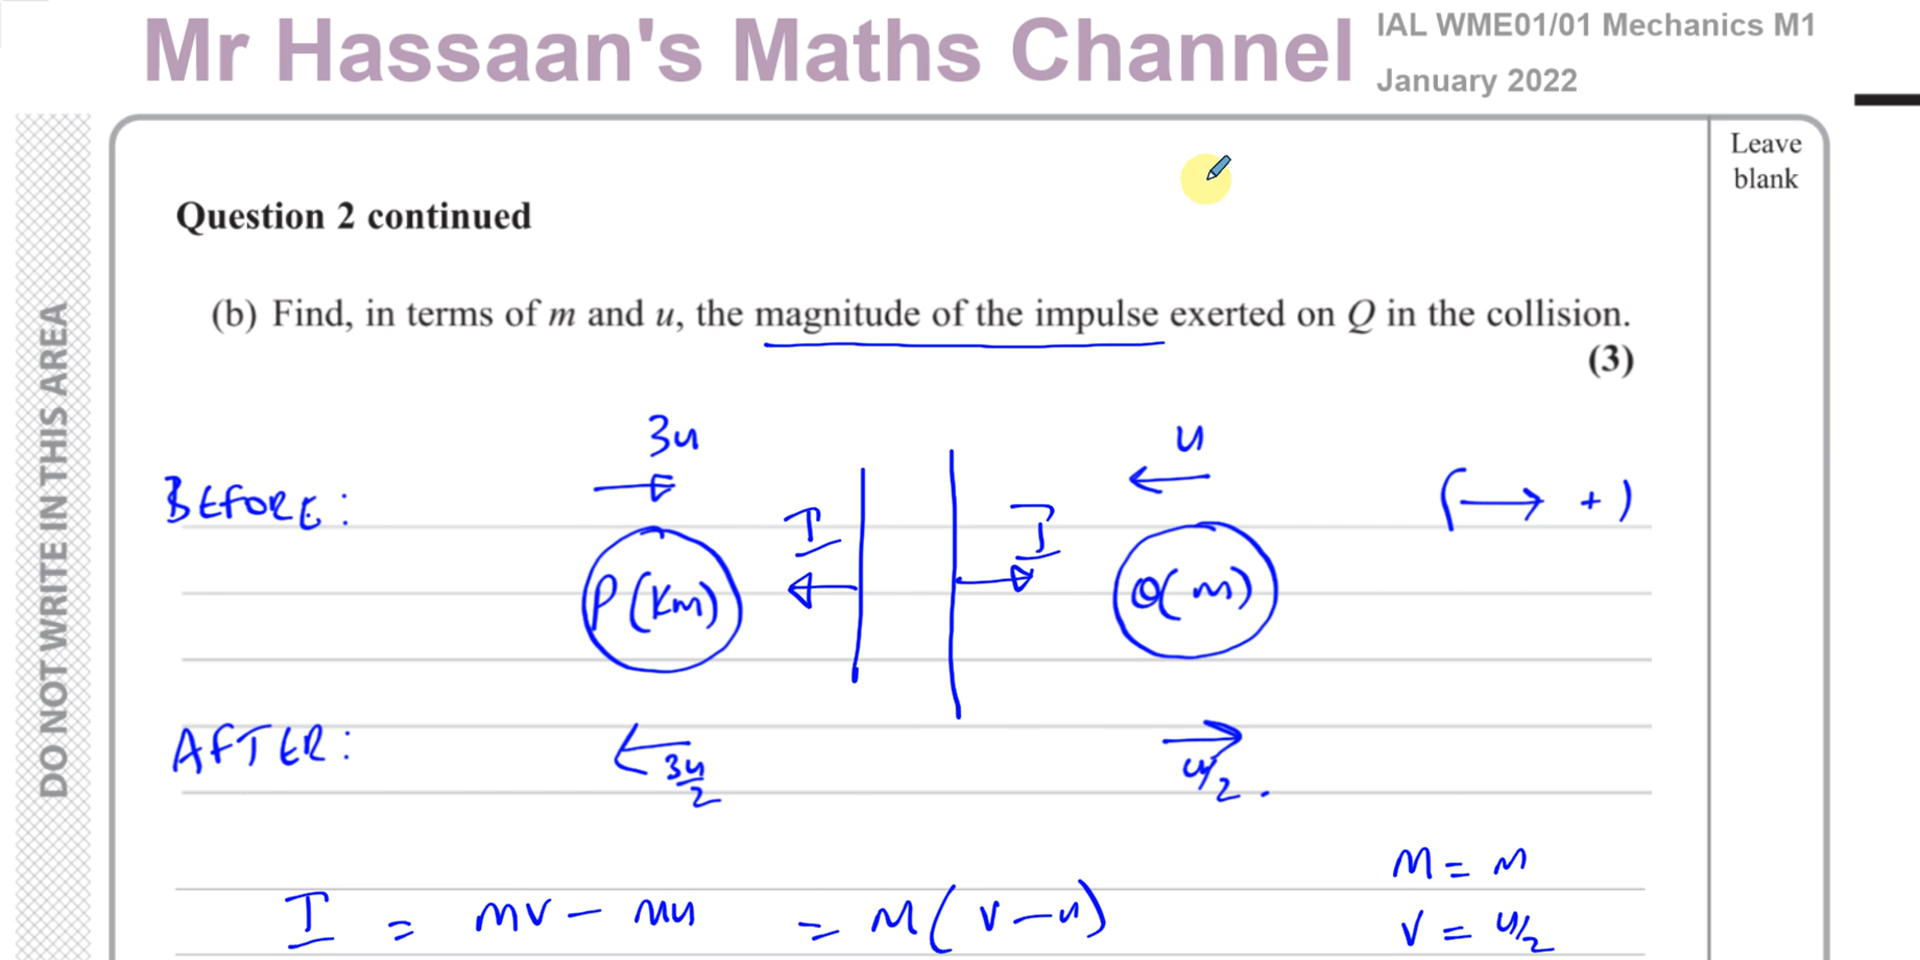 Mr Hassaan's Maths Channel
IAL WME01/01 Mechanics M1
January 2022
Leave
blank
DO NOT WRITE IN THIS AREA
Question 2 continued
(b) Find, in terms of m and u, the magnitude of the impulse exerted on Q in the collision.
(3)
3u
u
BEFORE:
I
I
(→ +)
P(Km)
Q(m)
AFTER:
3u/2
u/2.
M = m
I = mv - mu = M(v-u)
v = u/2